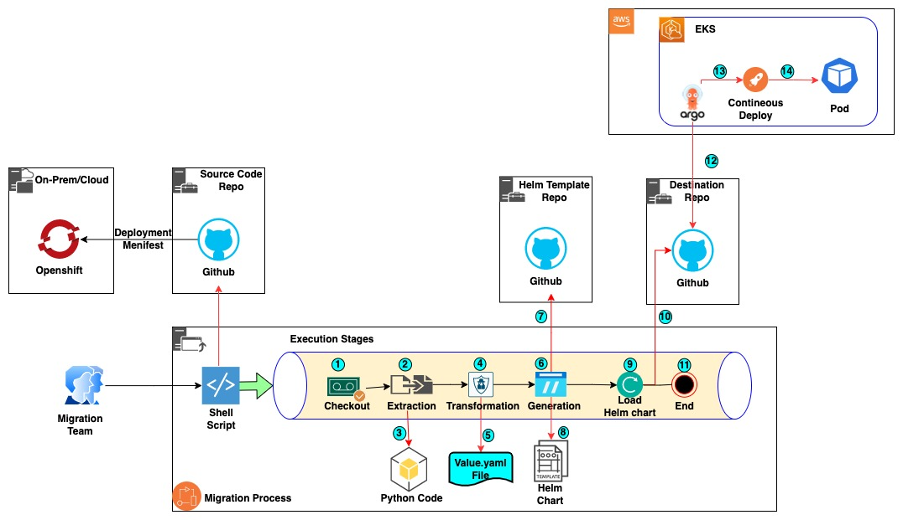 aws
EKS
13
14
argo
Contineous
Deploy
Pod
12
On-Prem/Cloud
Openshift
Deployment
Menifest
Source Code
Repo
Github
Helm Template
Repo
Github
Destination
Repo
Github
7
10
Execution Stages
Migration
Team
Shell
Script
1
Checkout
2
Extraction
4
Transformation
6
Generation
9
Load
Helm chart
11
End
3
Python Code
5
Value.yaml
File
8
TEMPLATE
Helm
Chart
Migration Process